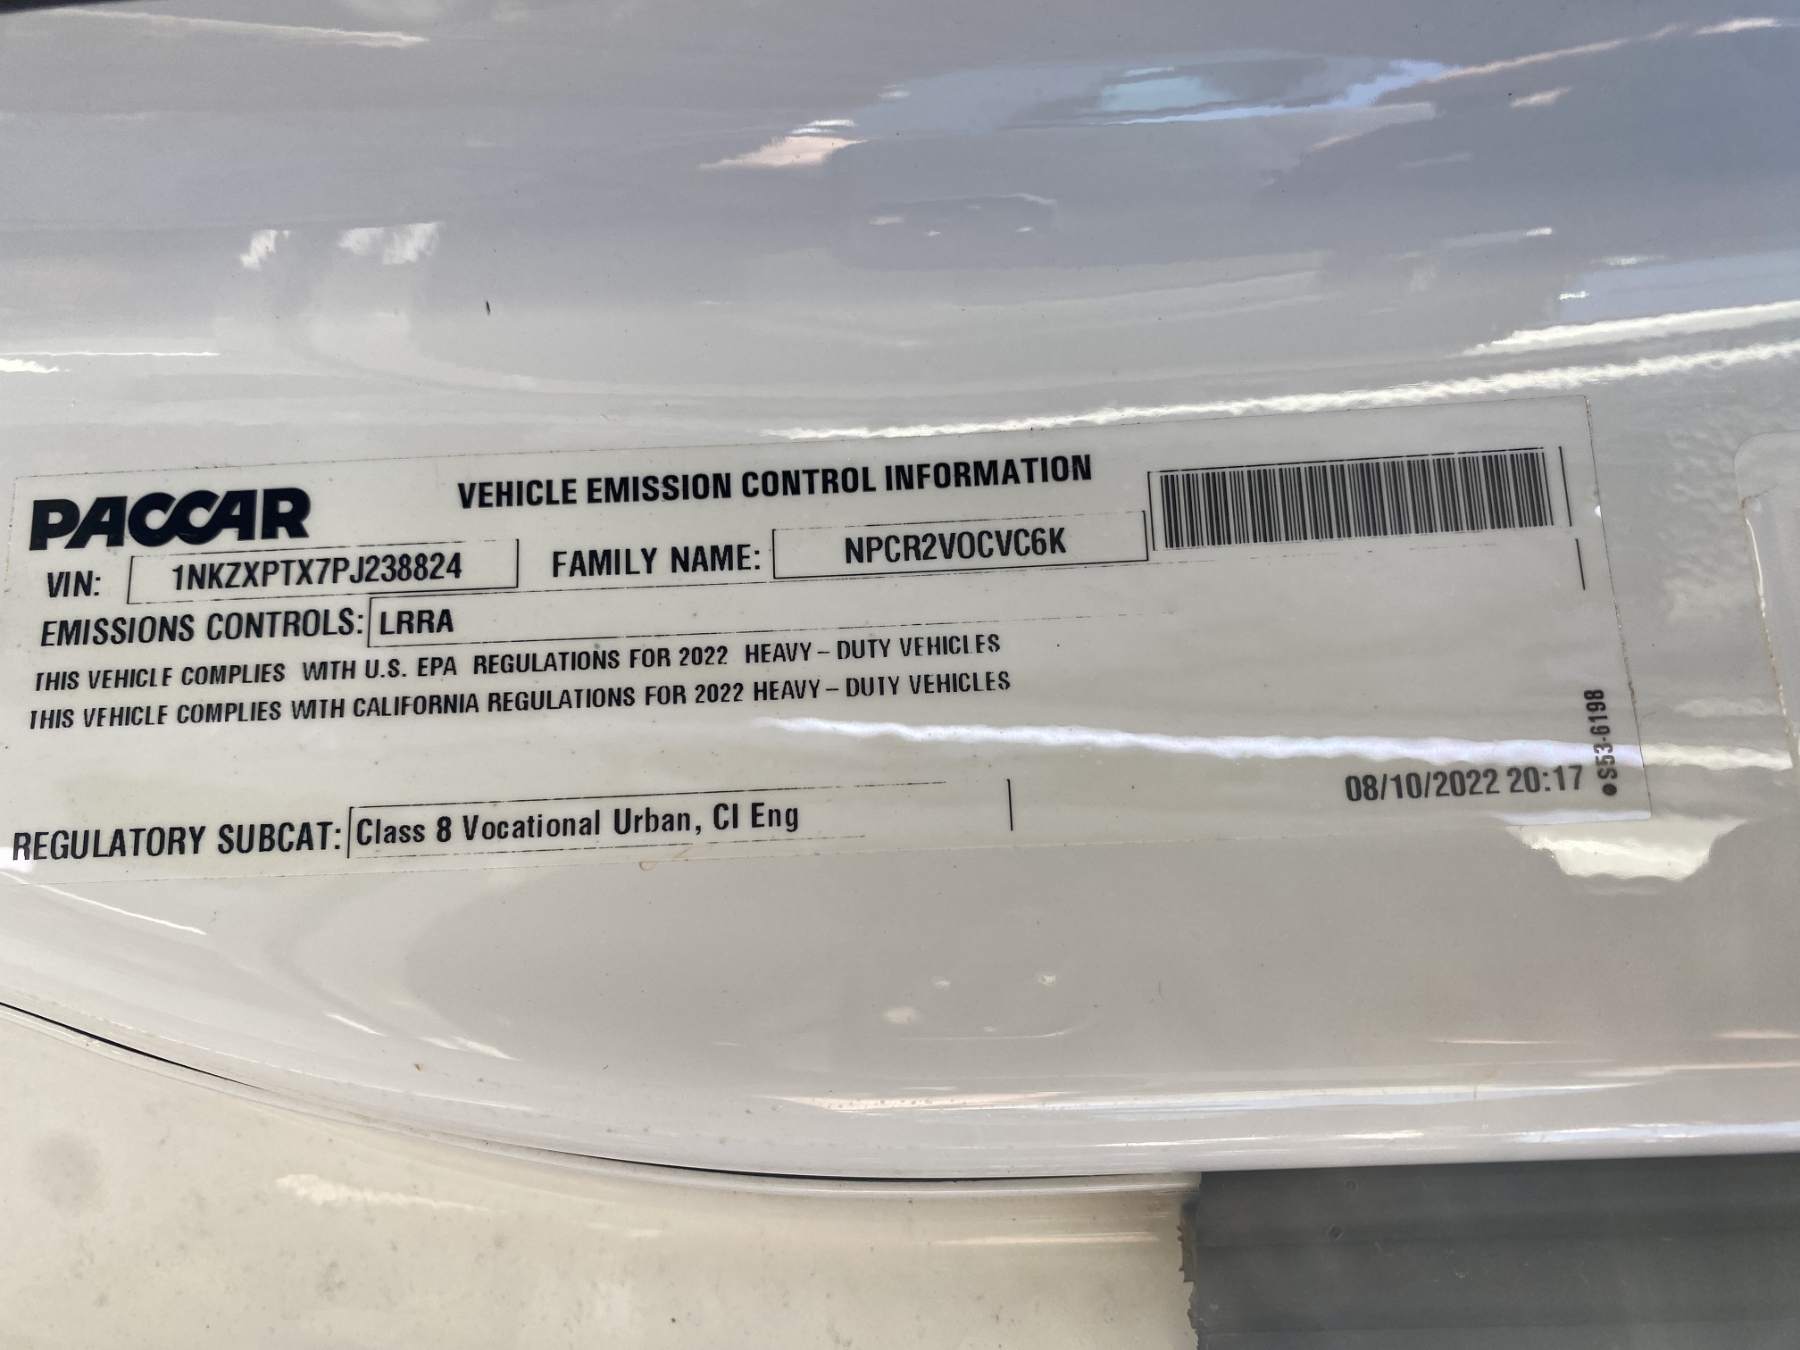 PACCAR
VEHICLE EMISSION CONTROL INFORMATION
VIN: 1NKZXPTX7PJ238824 FAMILY NAME: NPCR2VOCVC6K
EMISSIONS CONTROLS: LRRA
THIS VEHICLE COMPLIES WITH U.S. EPA REGULATIONS FOR 2022 HEAVY-DUTY VEHICLES
THIS VEHICLE COMPLIES WITH CALIFORNIA REGULATIONS FOR 2022 HEAVY-DUTY VEHICLES
REGULATORY SUBCAT: Class 8 Vocational Urban, CI Eng
08/10/2022 20:17
●S53-6198